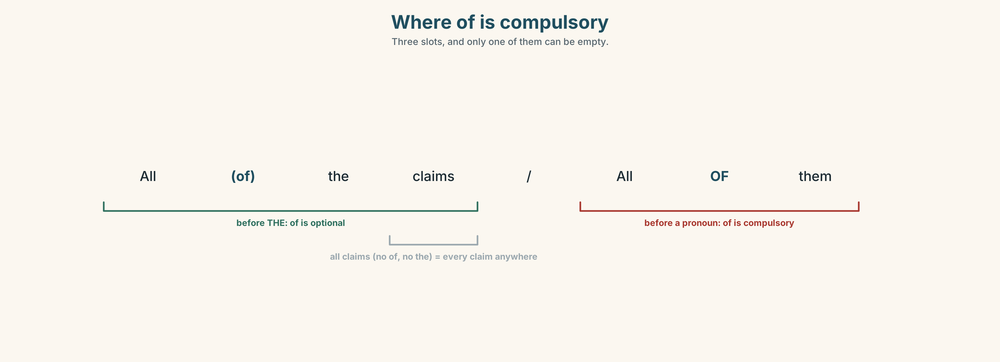 Where of is compulsory
Three slots, and only one of them can be empty.
All (of) the claims / All OF them
before THE: of is optional
before a pronoun: of is compulsory
all claims (no of, no the) = every claim anywhere